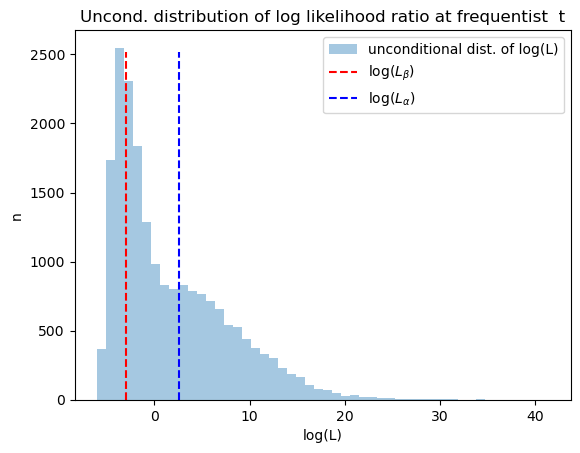 Uncond. distribution of log likelihood ratio at frequentist  t
unconditional dist. of log(L)
log(L_β)
log(L_α)
2500
2000
1500
1000
500
0
n
0 10 20 30 40
log(L)